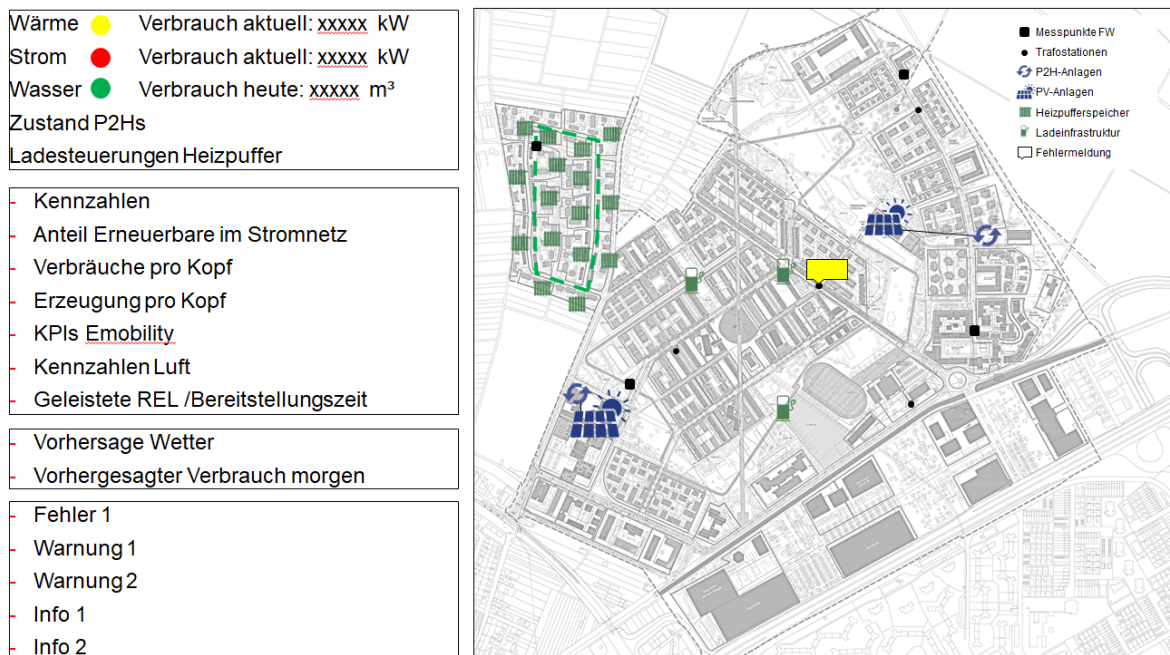 Wärme Verbrauch aktuell: xxxxx kW
Strom Verbrauch aktuell: xxxxx kW
Wasser Verbrauch heute: xxxxx m³
Zustand P2Hs
Ladesteuerungen Heizpuffer
- Kennzahlen
- Anteil Erneuerbare im Stromnetz
- Verbräuche pro Kopf
- Erzeugung pro Kopf
- KPIs Emobility
- Kennzahlen Luft
- Geleistete REL /Bereitstellungszeit
- Vorhersage Wetter
- Vorhergesagter Verbrauch morgen
- Fehler 1
- Warnung 1
- Warnung 2
- Info 1
- Info 2
Messpunkte FW
Trafostationen
P2H-Anlagen
PV-Anlagen
Heizpufferspeicher
Ladeinfrastruktur
Fehlermeldung